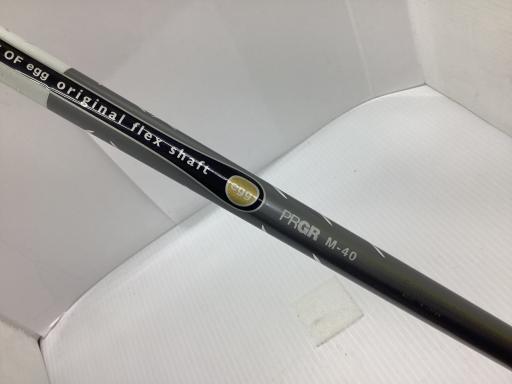 OF egg original flex shaft
egg
PRGR M-40